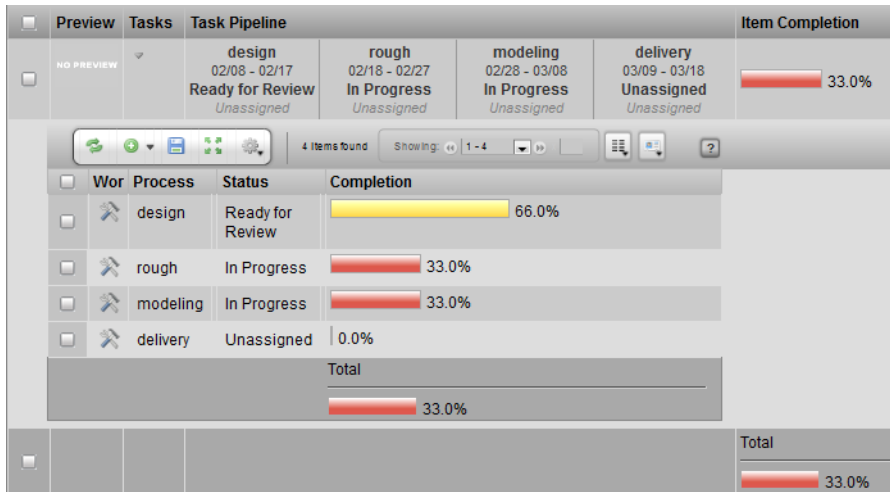 Preview Tasks Task Pipeline Item Completion
NO PREVIEW
design rough modeling delivery
02/08 - 02/17 02/18 - 02/27 02/28 - 03/08 03/09 - 03/18
Ready for Review In Progress In Progress Unassigned
Unassigned Unassigned Unassigned Unassigned
33.0%
4 items found Showing: 1 - 4 ?
Wor Process Status Completion
design Ready for Review 66.0%
rough In Progress 33.0%
modeling In Progress 33.0%
delivery Unassigned 0.0%
Total
33.0%
Total
33.0%